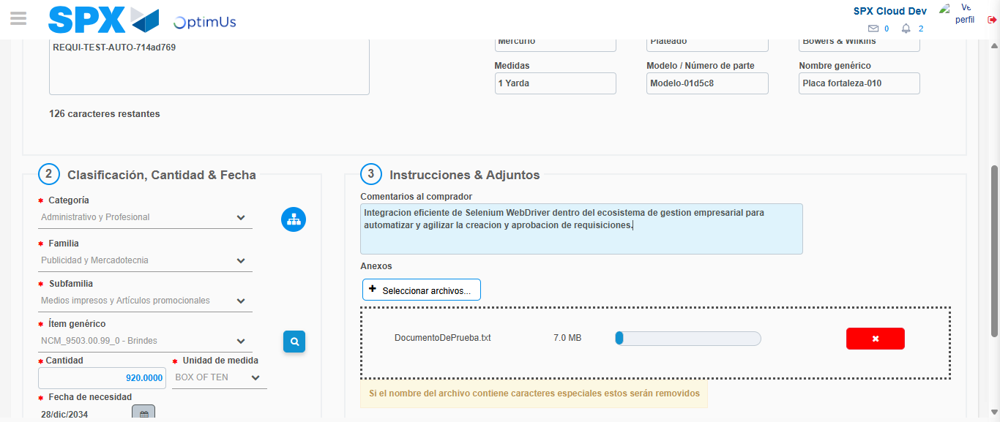 SPX
OptimUs
SPX Cloud Dev
0
2
Ve
perfil
REQUI-TEST-AUTO-714ad769
126 caracteres restantes
Mercurio
Plateado
Bowers & Wilkins
Medidas
Modelo / Número de parte
Nombre genérico
1 Yarda
Modelo-01d5c8
Placa fortaleza-010
2 Clasificación, Cantidad & Fecha
* Categoría
Administrativo y Profesional
* Familia
Publicidad y Mercadotecnia
* Subfamilia
Medios impresos y Artículos promocionales
* Ítem genérico
NCM_9503.00.99_0 - Brindes
* Cantidad
* Unidad de medida
920.0000
BOX OF TEN
* Fecha de necesidad
28/dic/2034
3 Instrucciones & Adjuntos
Comentarios al comprador
Integracion eficiente de Selenium WebDriver dentro del ecosistema de gestion empresarial para
automatizar y agilizar la creacion y aprobacion de requisiciones.
Anexos
+ Seleccionar archivos...
DocumentoDePrueba.txt
7.0 MB
Si el nombre del archivo contiene caracteres especiales estos serán removidos